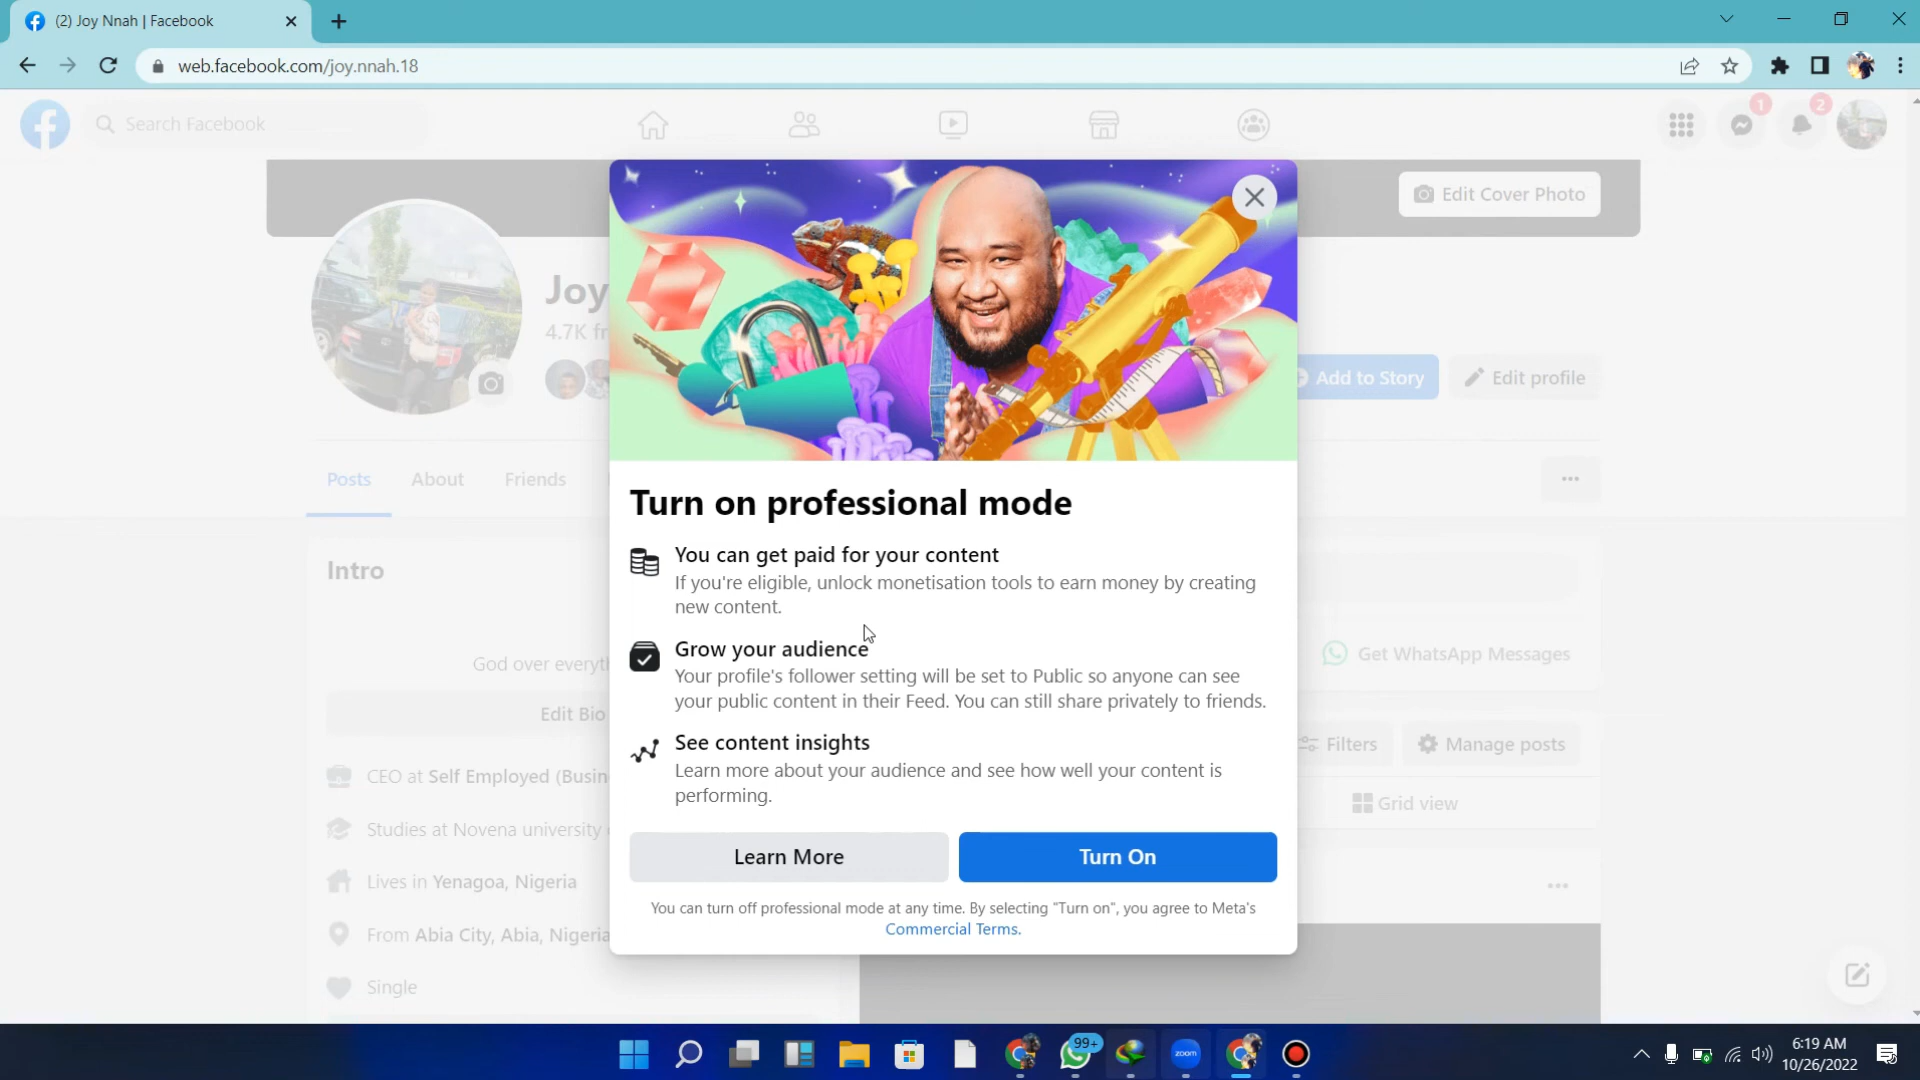 (2) Joy Nnah | Facebook
web.facebook.com/joy.nnah.18
Search Facebook
1
2
Edit Cover Photo
Joy
4.7K fr
Add to Story
Edit profile
Posts
About
Friends
Turn on professional mode
You can get paid for your content
If you're eligible, unlock monetisation tools to earn money by creating
new content.
Grow your audience
Your profile's follower setting will be set to Public so anyone can see
your public content in their Feed. You can still share privately to friends.
See content insights
Learn more about your audience and see how well your content is
performing.
Learn More
Turn On
You can turn off professional mode at any time. By selecting "Turn on", you agree to Meta's
Commercial Terms.
Intro
God over everyth
Edit Bio
CEO at Self Employed (Busin
Studies at Novena university
Lives in Yenagoa, Nigeria
From Abia City, Abia, Nigeria
Single
Get WhatsApp Messages
Filters
Manage posts
Grid view
99+
zoom
6:19 AM
10/26/2022